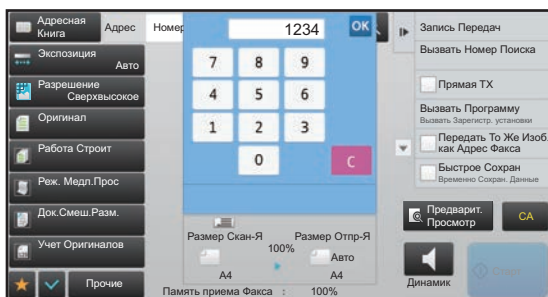 Адресная
Книга
Адрес
Номер
Экспозиция
Авто
Разрешение
Сверхвысокое
Оригинал
Работа Строит
Реж. Медл.Прос
Док.Смеш.Разм.
Учет Оригиналов
Прочие
1234
OK
7 8 9
4 5 6
1 2 3
0
C
Размер Скан-Я
Размер Отпр-Я
100%
Авто
A4
A4
Память приема Факса : 100%
Запись Передач
Вызвать Номер Поиска
Прямая TX
Вызвать Программу
Вызвать Зарегистр. установки
Передать То Же Изоб.
как Адрес Факса
Быстрое Сохран
Временно Сохран. Данные
Предварит.
Просмотр
CA
Динамик
Старт